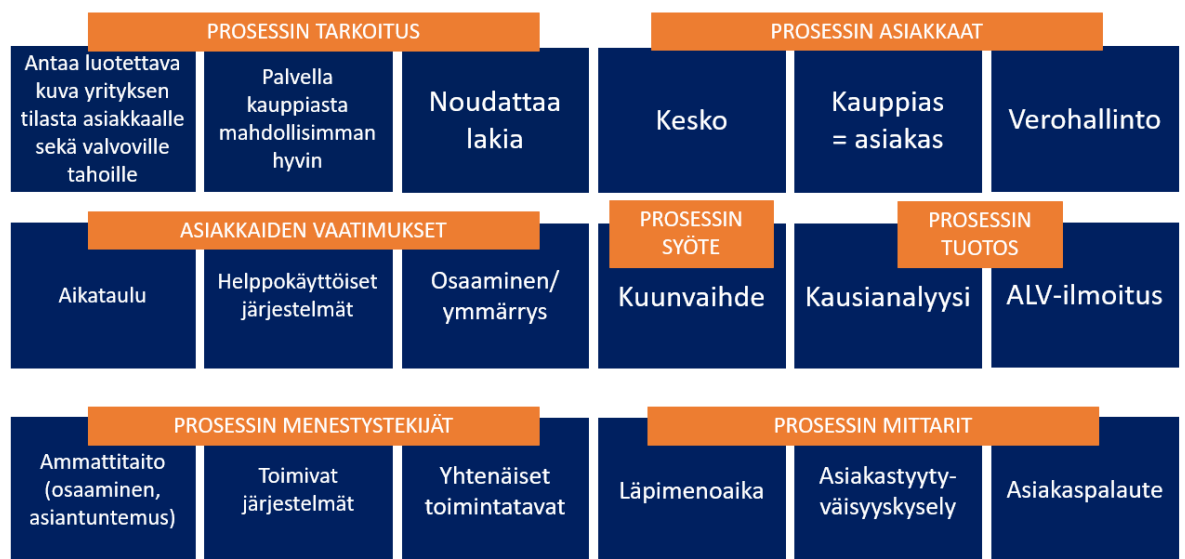 PROSESSIN TARKOITUS
Antaa luotettava
kuva yrityksen
tilasta asiakkaalle
sekä valvoville
tahoille
Palvella
kauppiasta
mahdollisimman
hyvin
Noudattaa
lakia
PROSESSIN ASIAKKAAT
Kesko
Kauppias
= asiakas
Verohallinto
ASIAKKAIDEN VAATIMUKSET
Aikataulu
Helppokäyttöiset
järjestelmät
Osaaminen/
ymmärrys
PROSESSIN
SYÖTE
Kuunvaihde
PROSESSIN
TUOTOS
Kausianalyysi
ALV-ilmoitus
PROSESSIN MENESTYSTEKIJÄT
Ammattitaito
(osaaminen,
asiantuntemus)
Toimivat
järjestelmät
Yhtenäiset
toimintatavat
PROSESSIN MITTARIT
Läpimenoaika
Asiakastyyty-
väisyyskysely
Asiakaspalaute